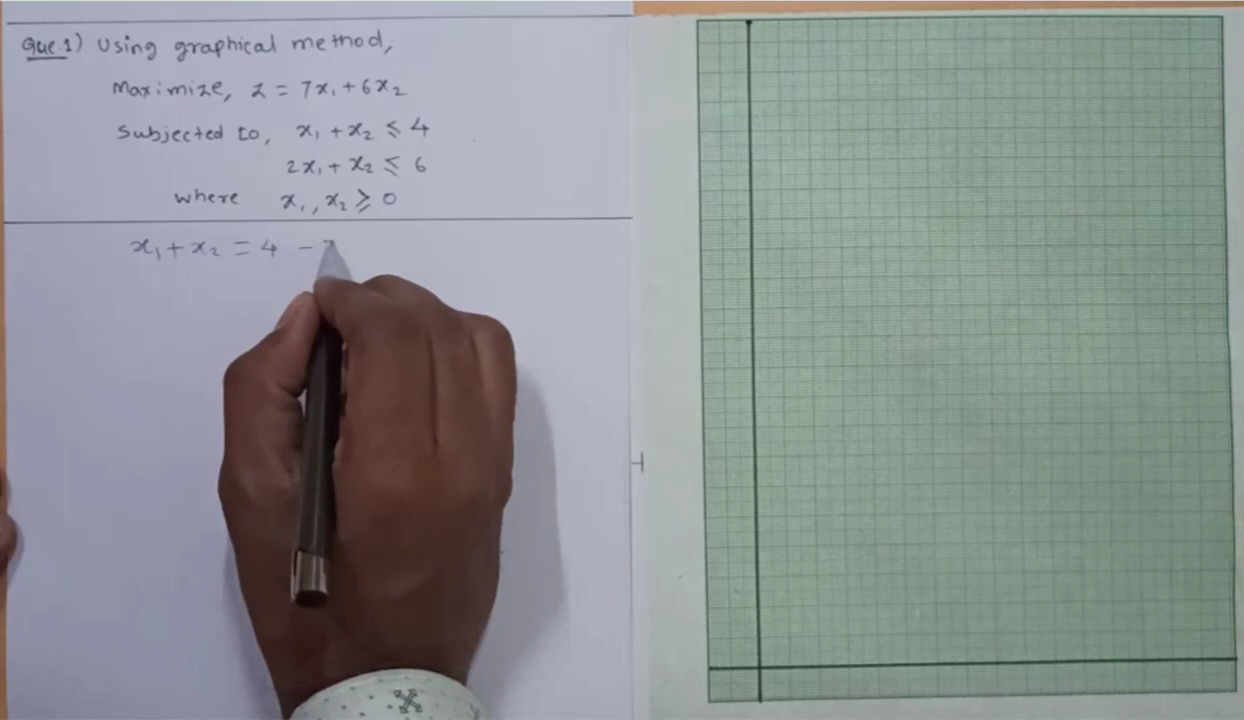 Que.1) Using graphical method,
Maximize, z = 7x₁ + 6x₂
Subjected to, x₁ + x₂ ≤ 4
2x₁ + x₂ ≤ 6
where x₁, x₂ ≥ 0
x₁ + x₂ = 4 –